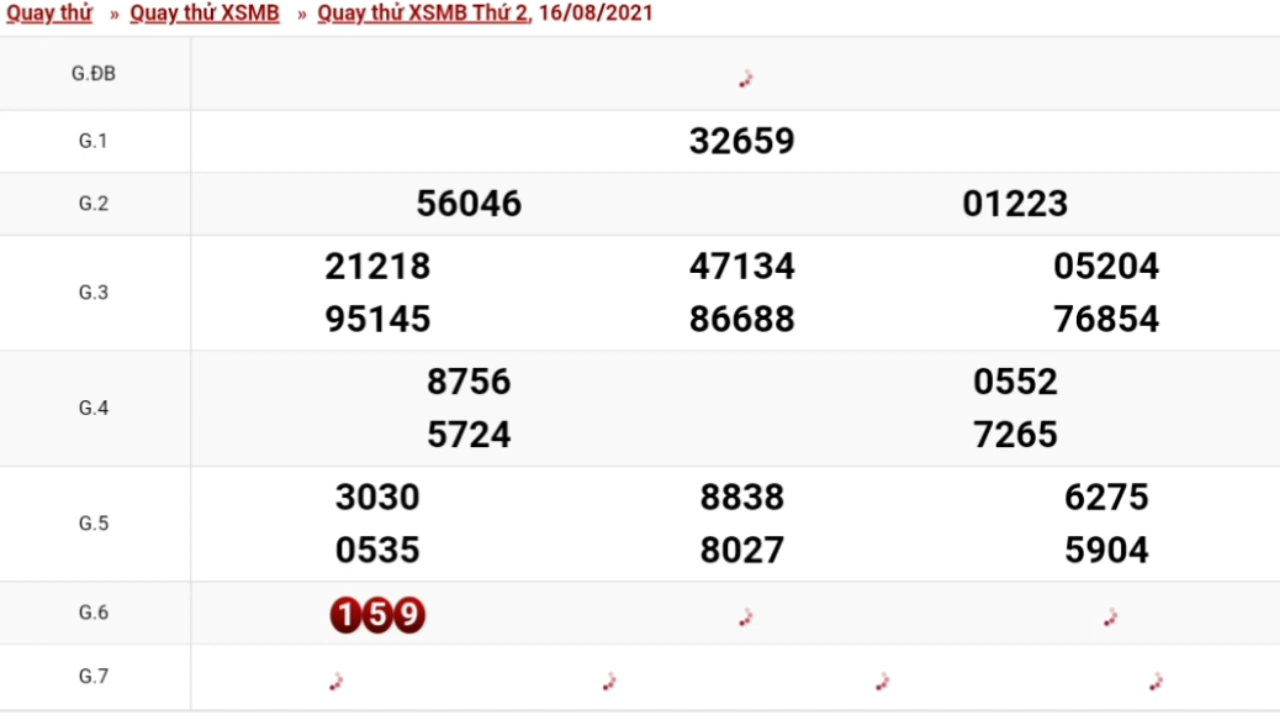 Quay thử » Quay thử XSMB » Quay thử XSMB Thứ 2, 16/08/2021
G.ĐB
G.1 32659
G.2 56046 01223
G.3 21218 47134 05204
95145 86688 76854
G.4 8756 0552
5724 7265
G.5 3030 8838 6275
0535 8027 5904
G.6 159
G.7